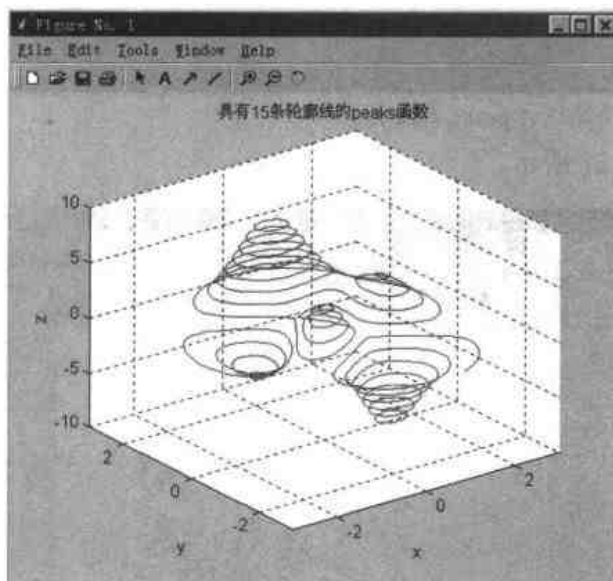 Figure No. 1
File Edit Tools Window Help
A
具有15条轮廓线的peaks函数
10
5
0
-5
-10
z
2
0
-2
y
-2
0
2
x